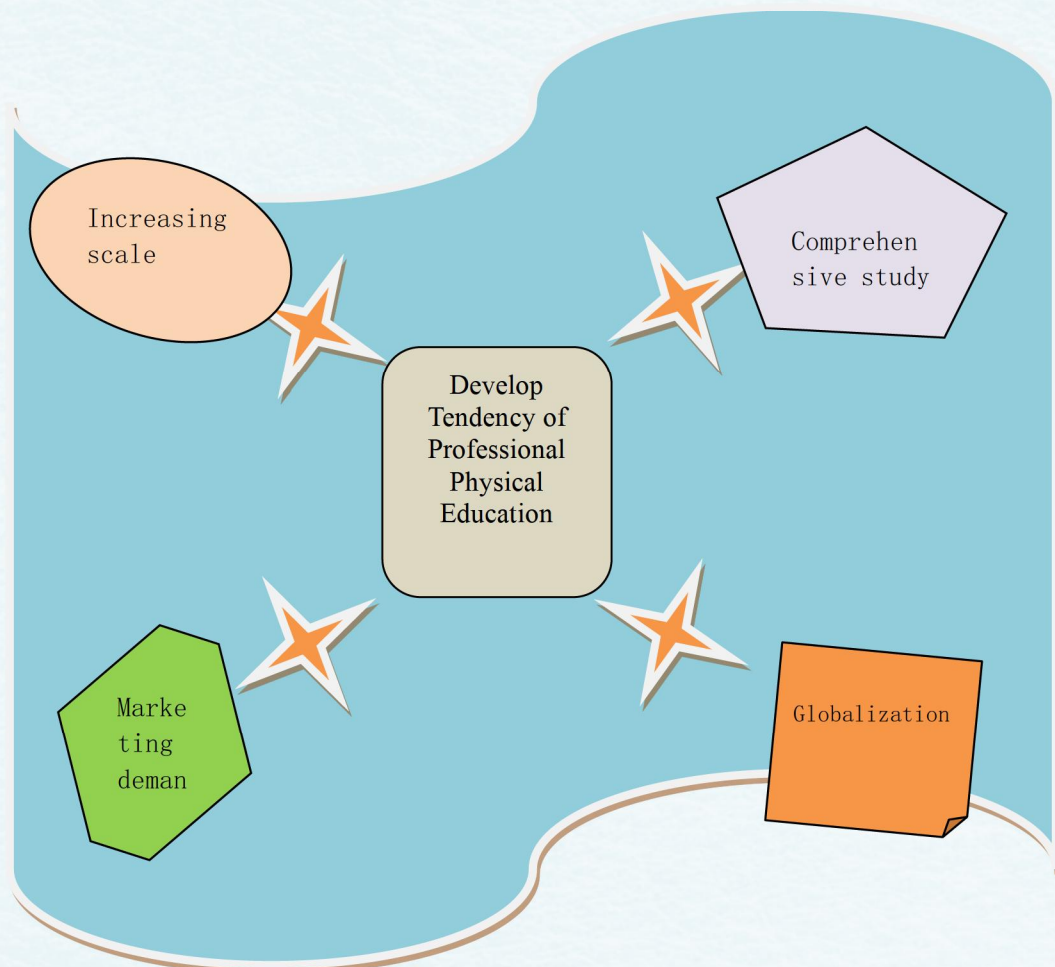 Increasing
scale
Comprehen
sive study
Develop
Tendency of
Professional
Physical
Education
Marke
ting
deman
Globalization